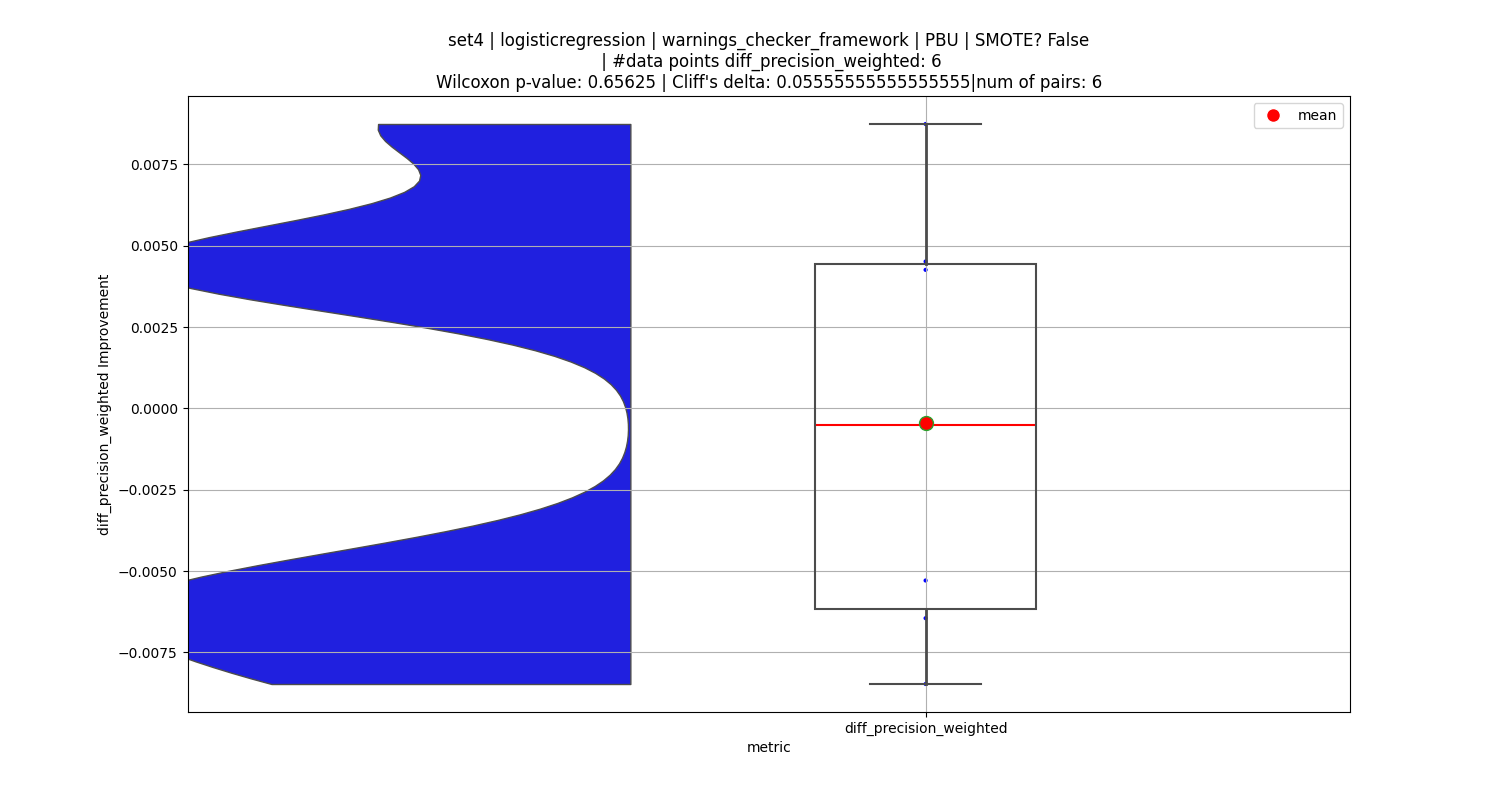 set4 | logisticregression | warnings_checker_framework | PBU | SMOTE? False
| #data points diff_precision_weighted: 6
Wilcoxon p-value: 0.65625 | Cliff's delta: 0.05555555555555555|num of pairs: 6
mean
0.0075
0.0050
0.0025
0.0000
−0.0025
−0.0050
−0.0075
diff_precision_weighted Improvement
diff_precision_weighted
metric